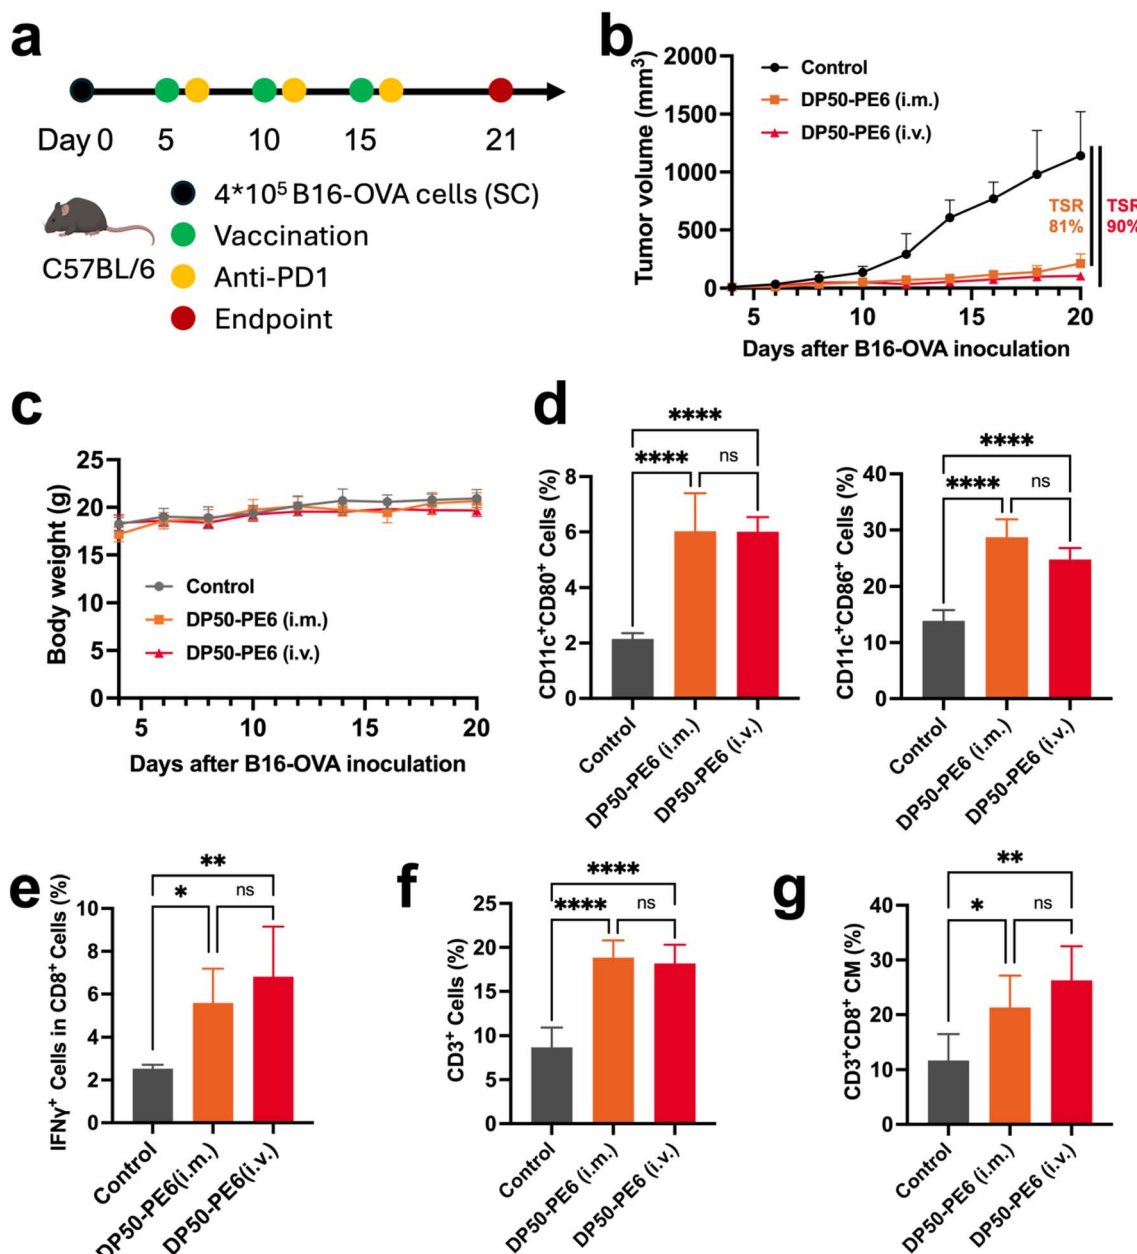 a
Day 0 5 10 15 21
C57BL/6
4*10⁵ B16-OVA cells (SC)
Vaccination
Anti-PD1
Endpoint
b
Tumor volume (mm³)
2000
1500
1000
500
0
Control
DP50-PE6 (i.m.)
DP50-PE6 (i.v.)
TSR
81%
TSR
90%
5 10 15 20
Days after B16-OVA inoculation
c
Body weight (g)
25
20
15
10
5
0
Control
DP50-PE6 (i.m.)
DP50-PE6 (i.v.)
5 10 15 20
Days after B16-OVA inoculation
d
CD11c⁺CD80⁺ Cells (%)
8
6
4
2
0
****
**** ns
Control
DP50-PE6 (i.m.)
DP50-PE6 (i.v.)
CD11c⁺CD86⁺ Cells (%)
40
30
20
10
0
****
**** ns
Control
DP50-PE6 (i.m.)
DP50-PE6 (i.v.)
e
IFNγ⁺ Cells in CD8⁺ Cells (%)
10
8
6
4
2
0
**
* ns
Control
DP50-PE6(i.m.)
DP50-PE6(i.v.)
f
CD3⁺ Cells (%)
25
20
15
10
5
0
****
**** ns
Control
DP50-PE6 (i.m.)
DP50-PE6 (i.v.)
g
CD3⁺CD8⁺ CM (%)
40
30
20
10
0
**
* ns
Control
DP50-PE6 (i.m.)
DP50-PE6 (i.v.)